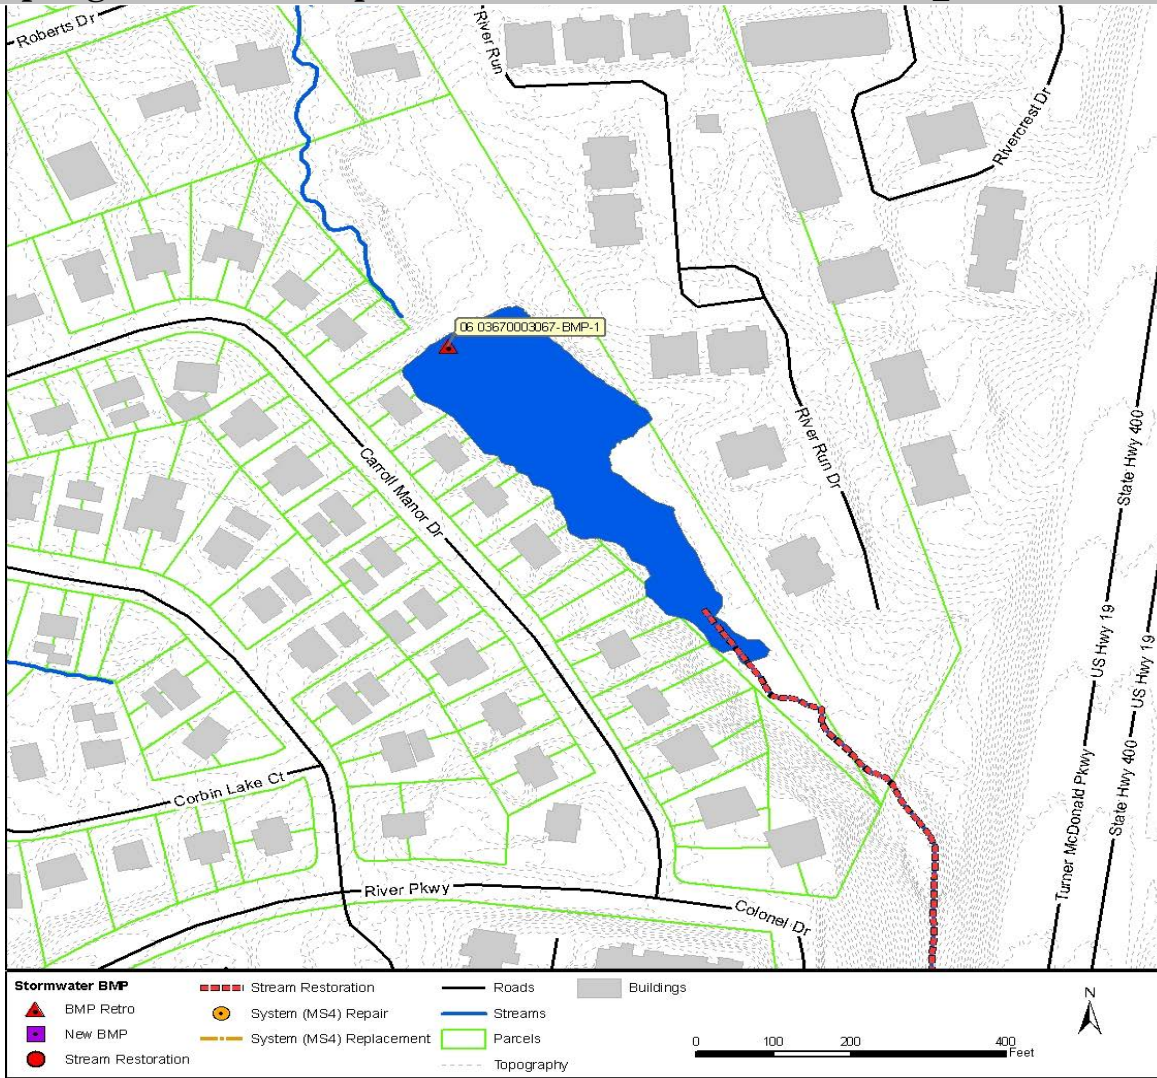 Roberts Dr
River Run
Rivercrest Dr
06 03670003067-BMP-1
Carroll Manor Dr
River Run Dr
State Hwy 400
US Hwy 19
US Hwy 19
State Hwy 400
Turner McDonald Pkwy
Corbin Lake Ct
River Pkwy
Colonel Dr
Stormwater BMP
BMP Retro
New BMP
Stream Restoration
Stream Restoration
System (MS4) Repair
System (MS4) Replacement
Roads
Streams
Parcels
Topography
Buildings
N
0 100 200 400
Feet